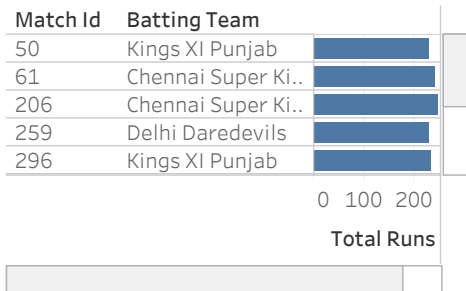 Match Id Batting Team
50 Kings XI Punjab
61 Chennai Super Ki..
206 Chennai Super Ki..
259 Delhi Daredevils
296 Kings XI Punjab
0 100 200
Total Runs